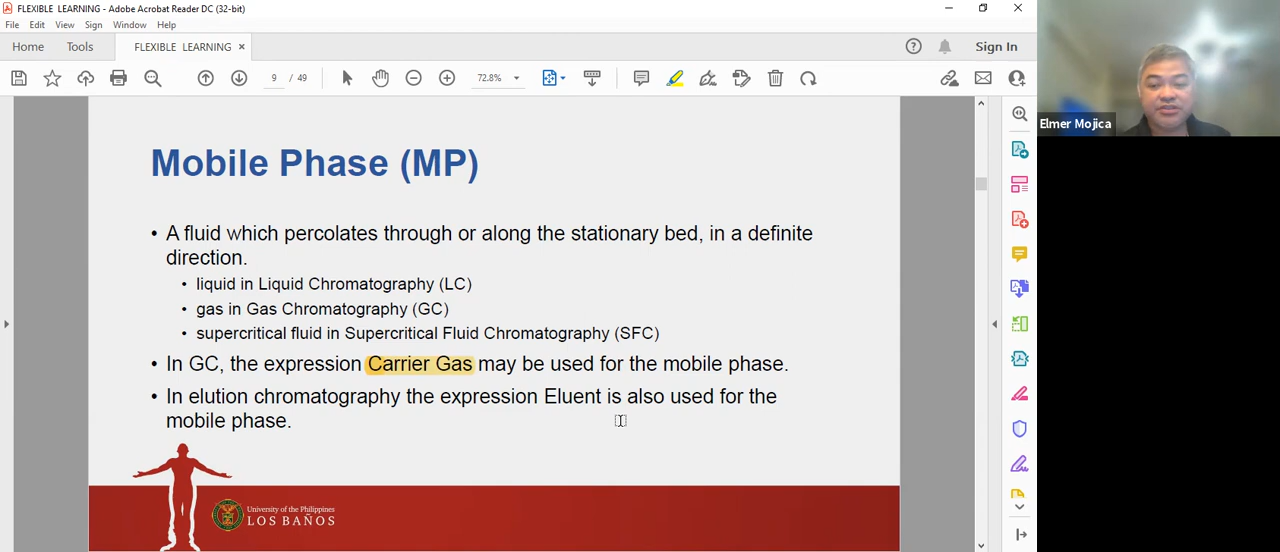 FLEXIBLE LEARNING - Adobe Acrobat Reader DC (32-bit)
File Edit View Sign Window Help
Home Tools FLEXIBLE LEARNING × Sign In
9 / 49 72.8%
Elmer Mojica
Mobile Phase (MP)
• A fluid which percolates through or along the stationary bed, in a definite
direction.
• liquid in Liquid Chromatography (LC)
• gas in Gas Chromatography (GC)
• supercritical fluid in Supercritical Fluid Chromatography (SFC)
• In GC, the expression Carrier Gas may be used for the mobile phase.
• In elution chromatography the expression Eluent is also used for the
mobile phase.
University of the Philippines
LOS BAÑOS